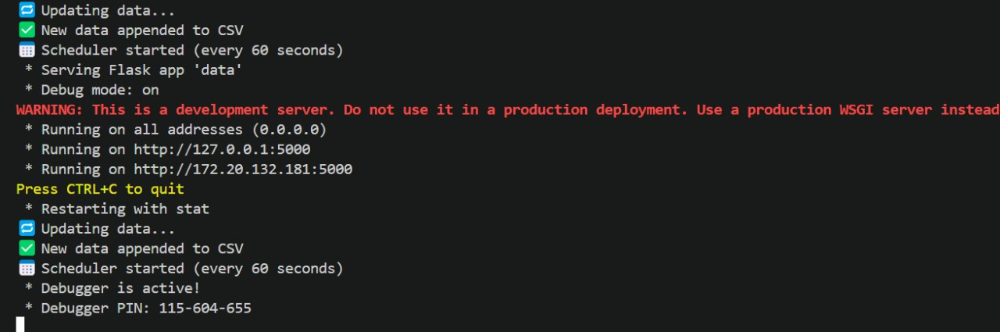 🔁 Updating data...
✅ New data appended to CSV
📅 Scheduler started (every 60 seconds)
* Serving Flask app 'data'
* Debug mode: on
WARNING: This is a development server. Do not use it in a production deployment. Use a production WSGI server instead
* Running on all addresses (0.0.0.0)
* Running on http://127.0.0.1:5000
* Running on http://172.20.132.181:5000
Press CTRL+C to quit
* Restarting with stat
🔁 Updating data...
✅ New data appended to CSV
📅 Scheduler started (every 60 seconds)
* Debugger is active!
* Debugger PIN: 115-604-655